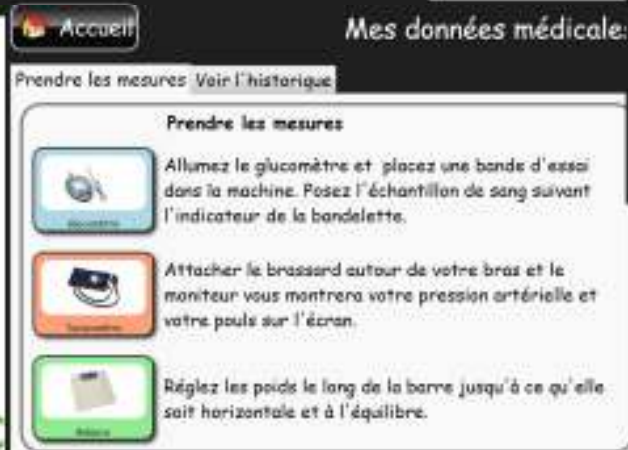 Accueil
Mes données médicale
Prendre les mesures Voir l'historique
Prendre les mesures
Allumez le glucomètre et placez une bande d'essai
dans la machine. Posez l'échantillon de sang suivant
l'indicateur de la bandelette.
Attacher le brassard autour de votre bras et le
moniteur vous montrera votre pression artérielle et
votre pouls sur l'écran.
Réglez les poids le long de la barre jusqu'à ce qu'elle
soit horizontale et à l'équilibre.